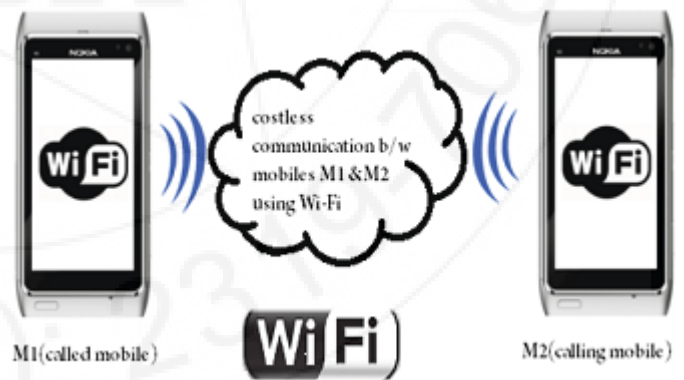 NOKIA
NOKIA
Wi Fi
costless
communication b/w
mobiles M1 &M2
using Wi-Fi
Wi Fi
Wi Fi
M1(called mobile)
M2(calling mobile)